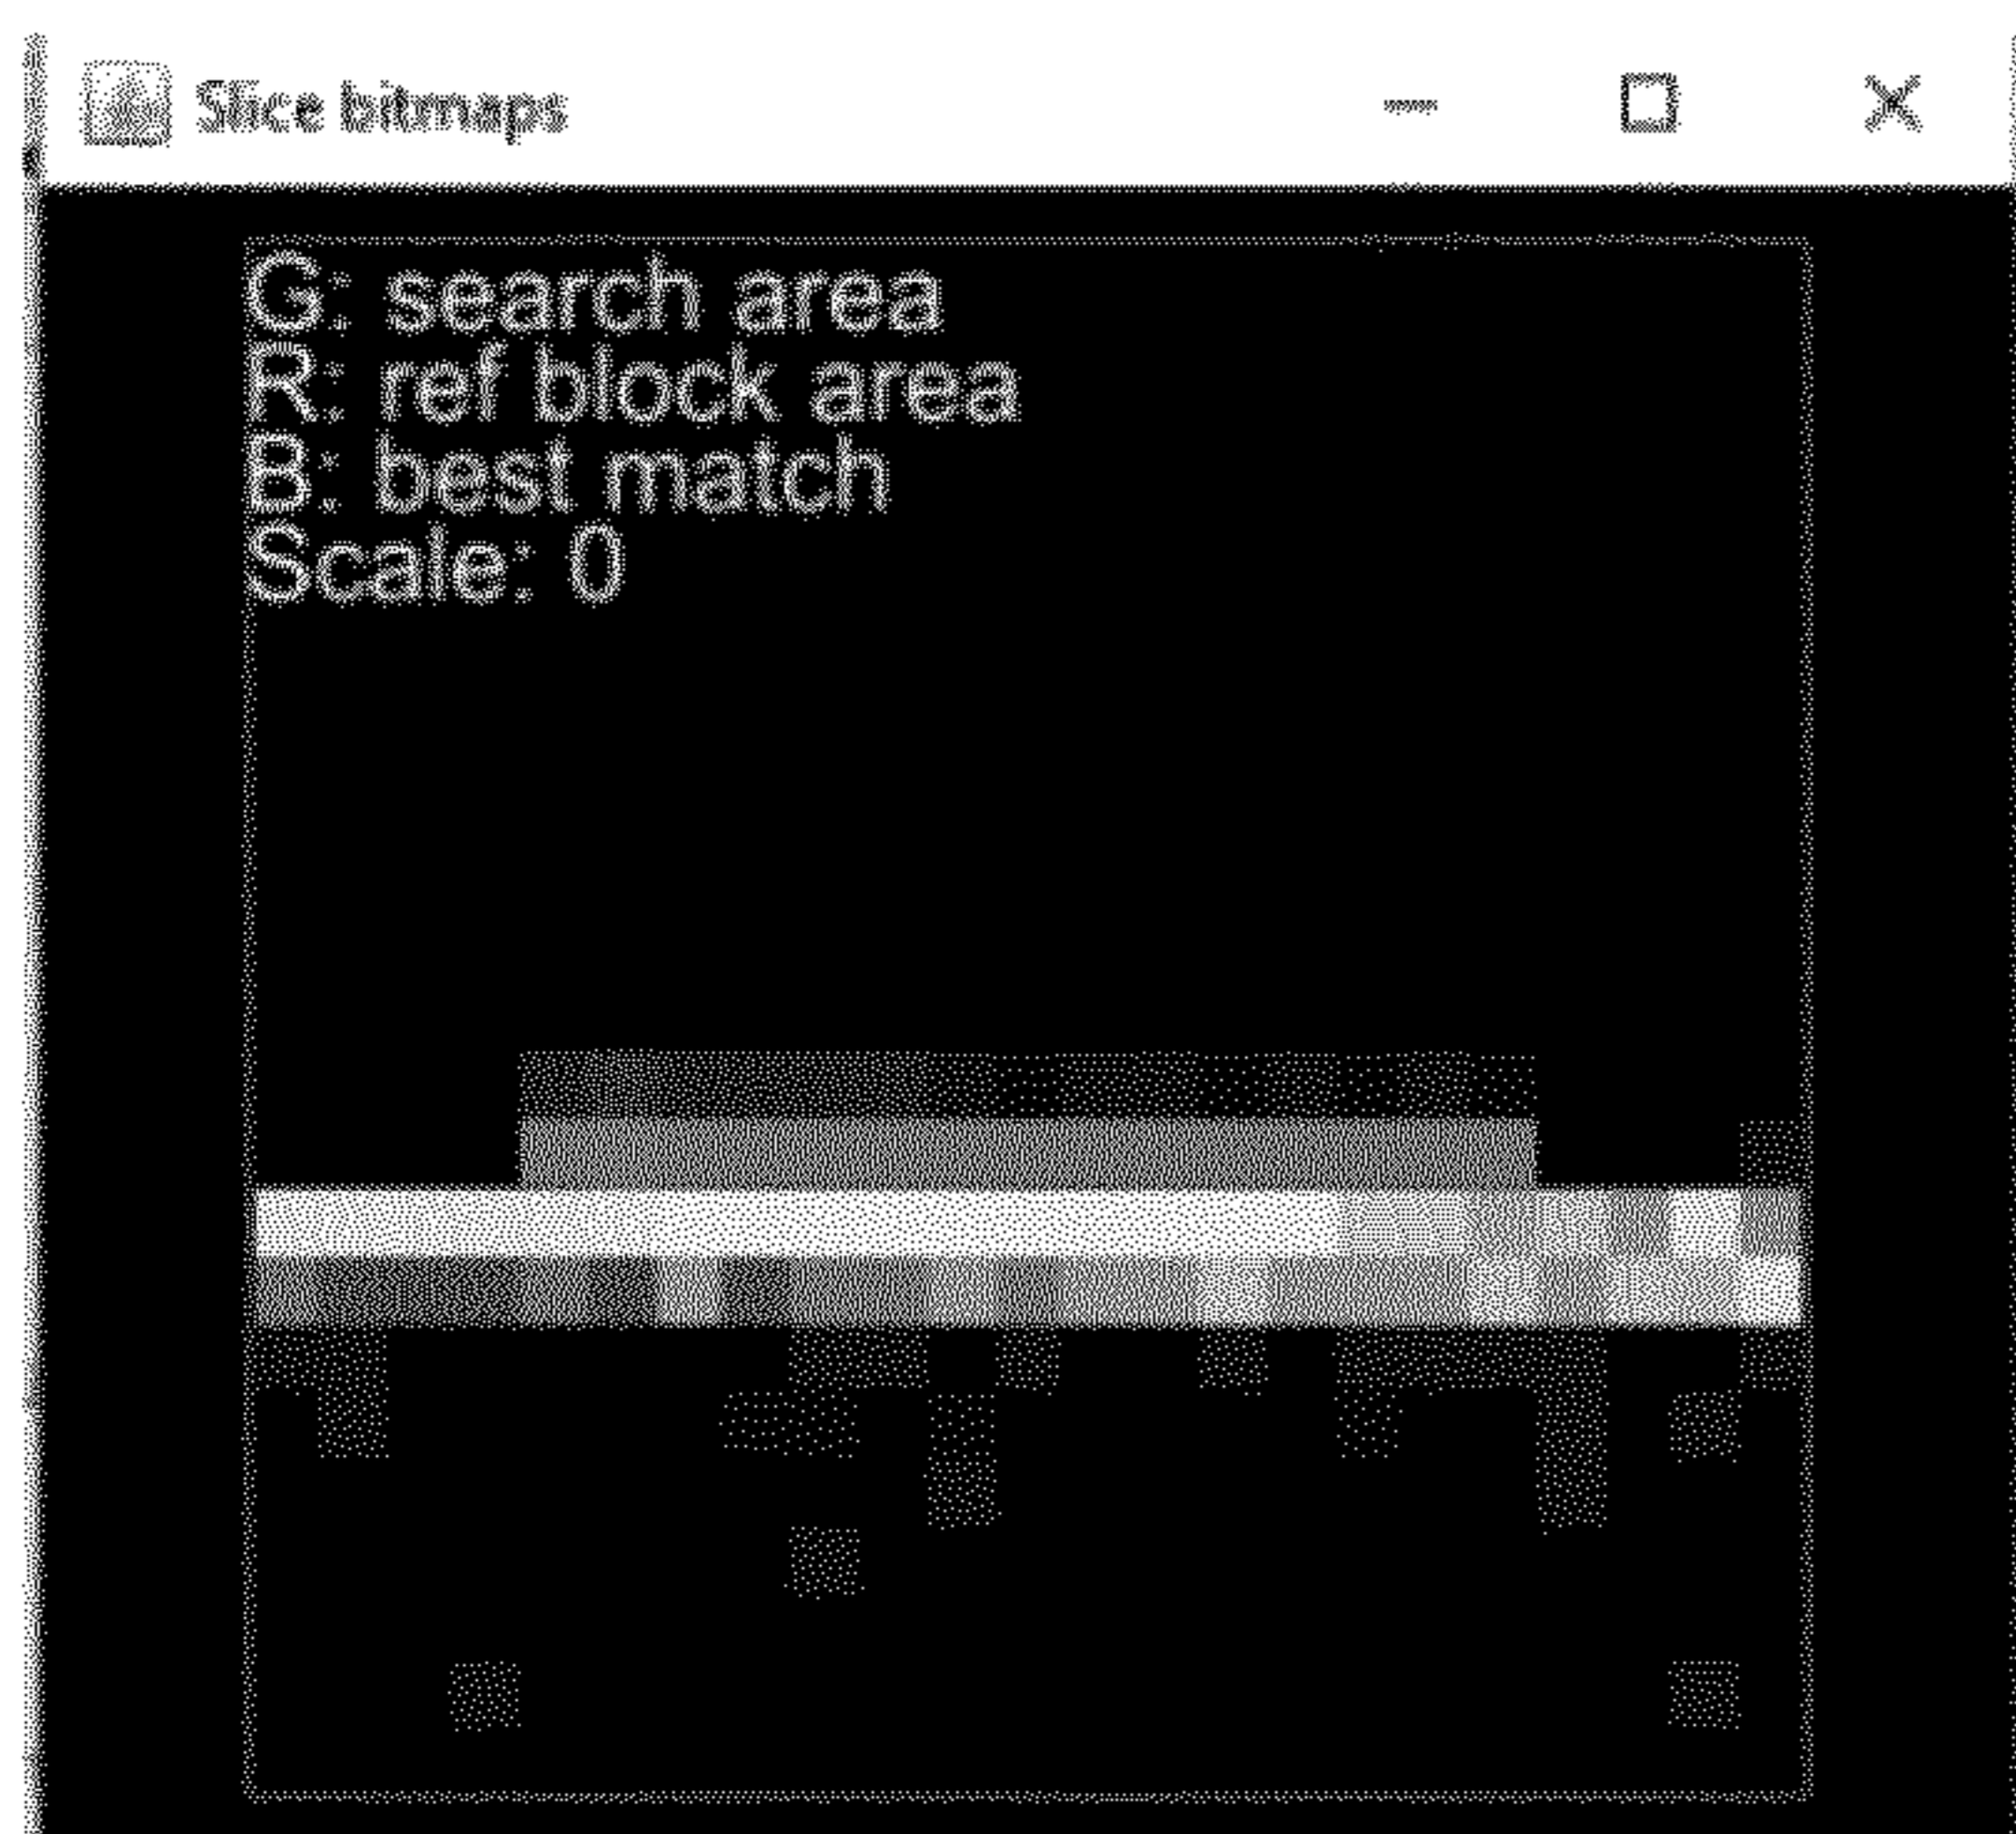 Slice bitmaps
G: search area
R: ref block area
B: best match
Scale: 0